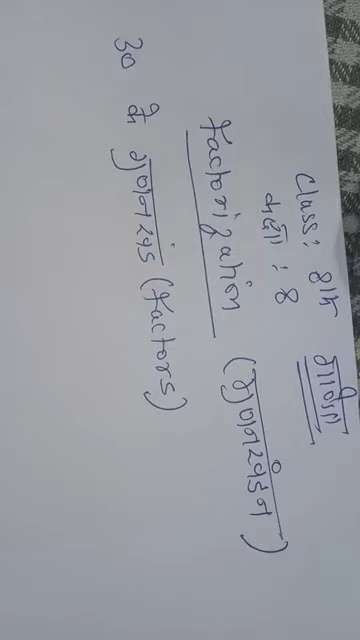 Class: 8th गणित
कक्षा : 8
Factorization (गुणनखंडन)
30 के गुणनखंड (Factors)